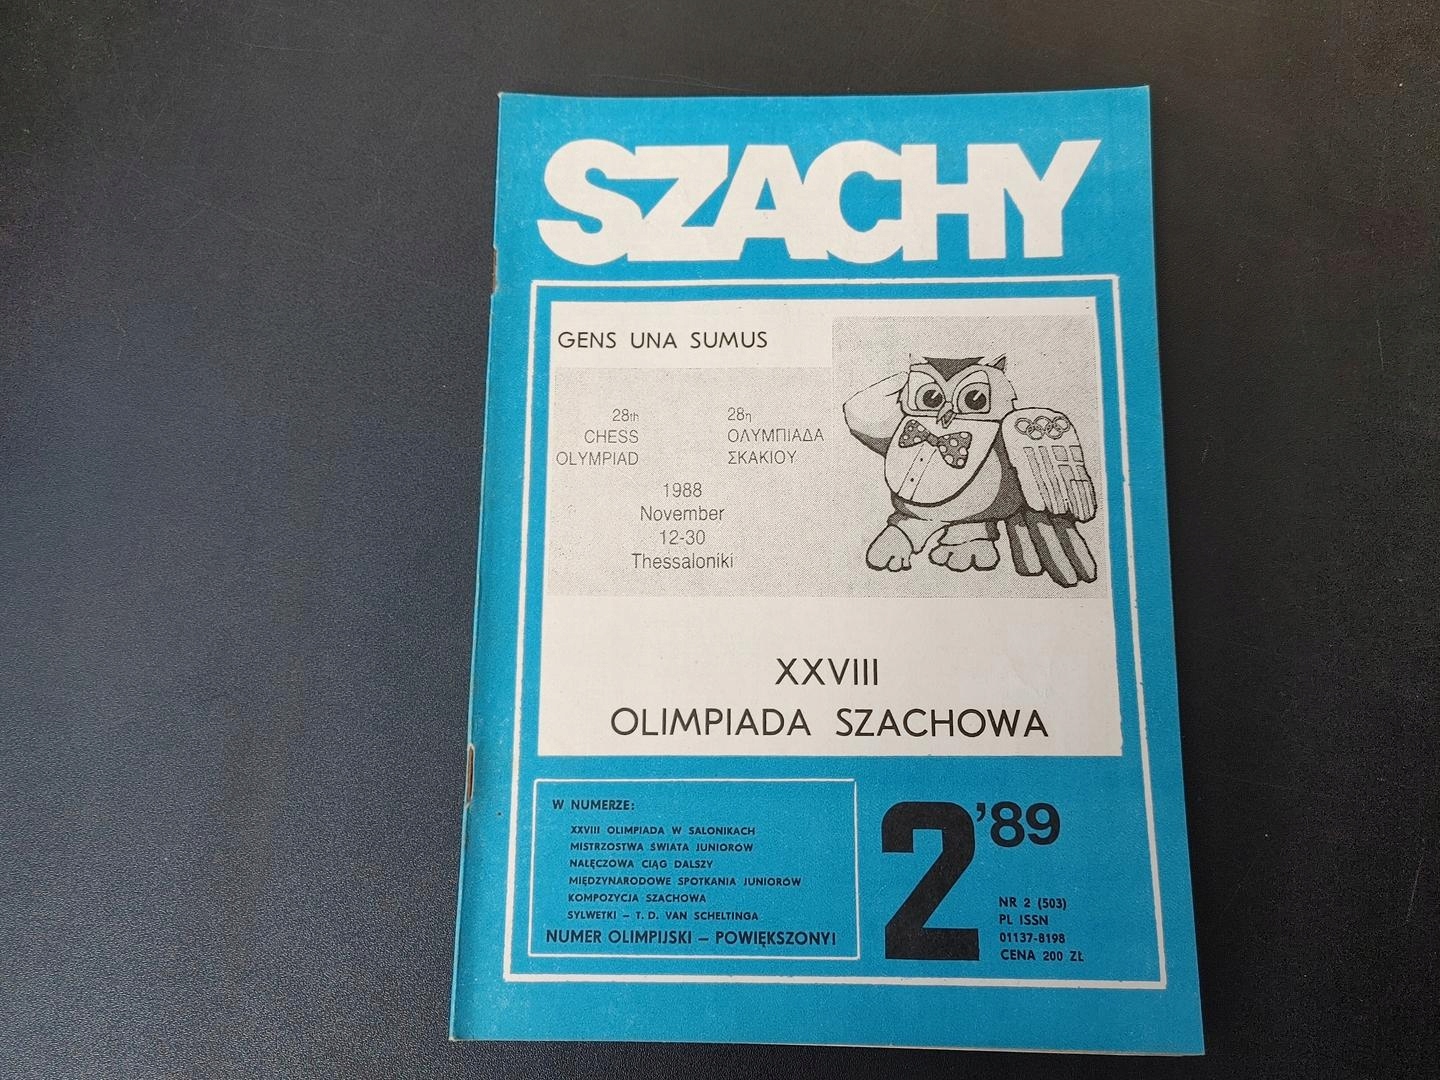 SZACHY
GENS UNA SUMUS
28th
CHESS
OLYMPIAD
28η
ΟΛΥΜΠΙΑΔΑ
ΣΚΑΚΙΟΥ
1988
November
12-30
Thessaloniki
XXVIII
OLIMPIADA SZACHOWA
W NUMERZE:
XXVIII OLIMPIADA W SALONIKACH
MISTRZOSTWA ŚWIATA JUNIORÓW
NAŁĘCZOWA CIĄG DALSZY
MIĘDZYNARODOWE SPOTKANIA JUNIORÓW
KOMPOZYCJA SZACHOWA
SYLWETKI – T. D. VAN SCHELTINGA
NUMER OLIMPIJSKI – POWIĘKSZONY!
2'89
NR 2 (503)
PL ISSN
01137-8198
CENA 200 ZŁ